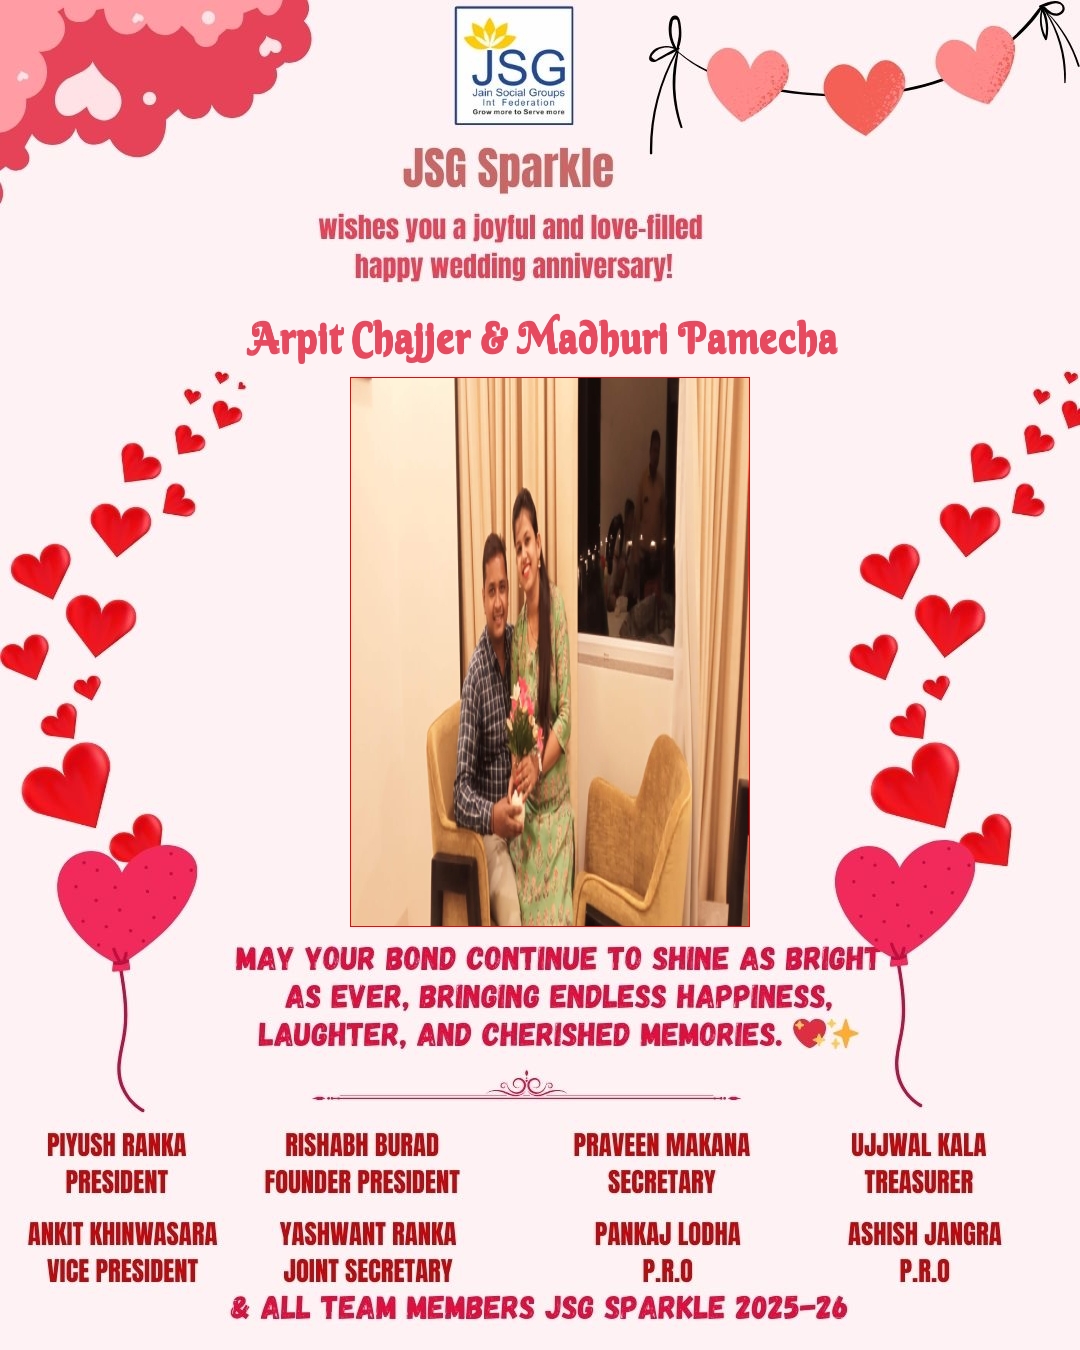 JSG
Jain Social Groups
Int Federation
Grow more to Serve more
JSG Sparkle
wishes you a joyful and love-filled
happy wedding anniversary!
Arpit Chajjer & Madhuri Pamecha
MAY YOUR BOND CONTINUE TO SHINE AS BRIGHT
AS EVER, BRINGING ENDLESS HAPPINESS,
LAUGHTER, AND CHERISHED MEMORIES. 💖✨
PIYUSH RANKA
PRESIDENT
RISHABH BURAD
FOUNDER PRESIDENT
PRAVEEN MAKANA
SECRETARY
UJJWAL KALA
TREASURER
ANKIT KHINWASARA
VICE PRESIDENT
YASHWANT RANKA
JOINT SECRETARY
PANKAJ LODHA
P.R.O
ASHISH JANGRA
P.R.O
& ALL TEAM MEMBERS JSG SPARKLE 2025-26